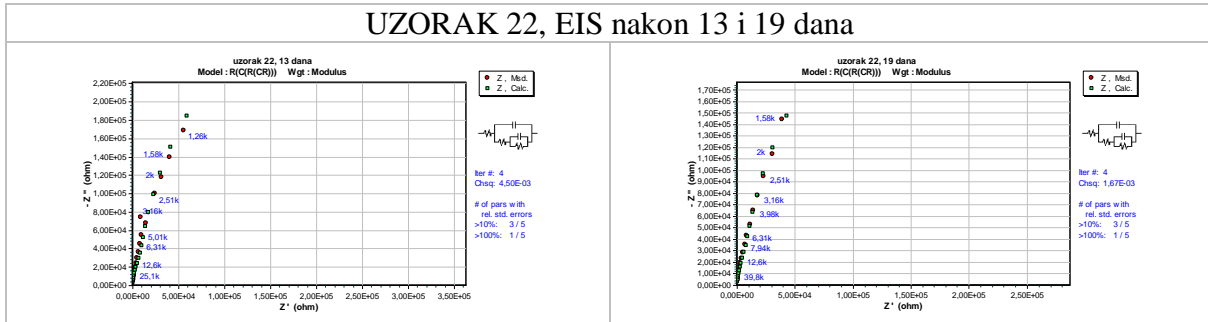 UZORAK 22, EIS nakon 13 i 19 dana
uzorak 22, 13 dana
Model : R(C(R(CR))) Wgt : Modulus
Z , Msd.
Z , Calc.
2,20E+05
2,00E+05
1,80E+05
1,60E+05
1,40E+05
1,20E+05
1,00E+05
8,00E+04
6,00E+04
4,00E+04
2,00E+04
0,00E+00
- Z'' (ohm)
1,26k
1,58k
2k
2,51k
3,16k
5,01k
6,31k
12,6k
25,1k
0,00E+00 5,00E+04 1,00E+05 1,50E+05 2,00E+05 2,50E+05 3,00E+05 3,50E+05
Z ' (ohm)
Iter #: 4
Chsq: 4,50E-03
# of pars with
rel. std. errors
>10%: 3 / 5
>100%: 1 / 5
uzorak 22, 19 dana
Model : R(C(R(CR))) Wgt : Modulus
Z , Msd.
Z , Calc.
1,70E+05
1,60E+05
1,50E+05
1,40E+05
1,30E+05
1,20E+05
1,10E+05
1,00E+05
9,00E+04
8,00E+04
7,00E+04
6,00E+04
5,00E+04
4,00E+04
3,00E+04
2,00E+04
1,00E+04
0,00E+00
- Z'' (ohm)
1,58k
2k
2,51k
3,16k
3,98k
6,31k
7,94k
12,6k
39,8k
0,00E+00 5,00E+04 1,00E+05 1,50E+05 2,00E+05 2,50E+05
Z ' (ohm)
Iter #: 4
Chsq: 1,67E-03
# of pars with
rel. std. errors
>10%: 3 / 5
>100%: 1 / 5